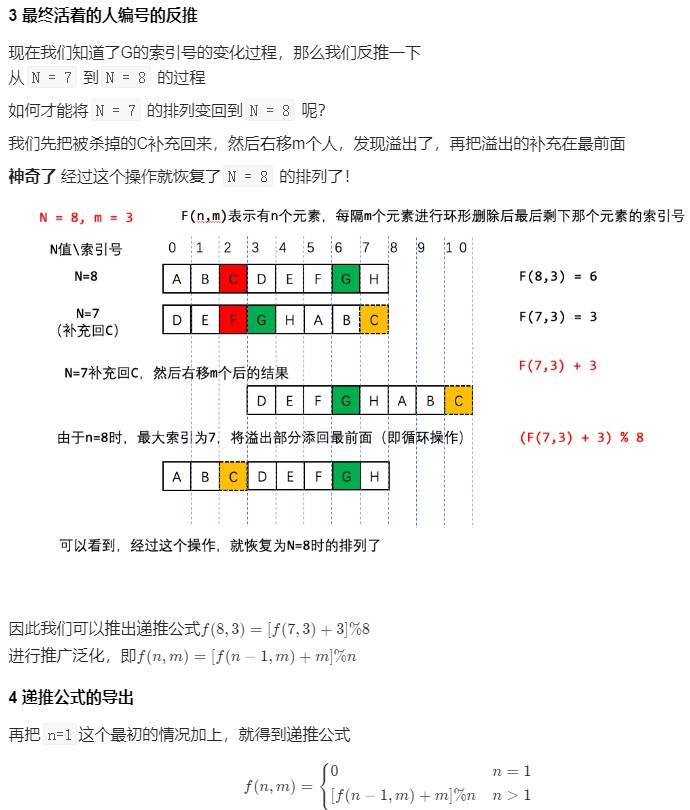 3 最终活着的人编号的反推
现在我们知道了G的索引号的变化过程，那么我们反推一下
从 N = 7 到 N = 8 的过程
如何才能将 N = 7 的排列变回到 N = 8 呢?
我们先把被杀掉的C补充回来，然后右移m个人，发现溢出了，再把溢出的补充在最前面
神奇了 经过这个操作就恢复了 N = 8 的排列了!
N = 8, m = 3 F(n,m)表示有n个元素，每隔m个元素进行环形删除后最后剩下那个元素的索引号
N值\索引号 0 1 2 3 4 5 6 7 8 9 1 0
N=8 A B C D E F G H F(8,3) = 6
N=7 D E F G H A B C F(7,3) = 3
（补充回C）
N=7补充回C，然后右移m个后的结果 F(7,3) + 3
D E F G H A B C
由于n=8时，最大索引为7，将溢出部分添回最前面（即循环操作） (F(7,3) + 3) % 8
A B C D E F G H
可以看到，经过这个操作，就恢复为N=8时的排列了
因此我们可以推出递推公式f(8, 3) = [f(7, 3) + 3]%8
进行推广泛化，即f(n, m) = [f(n − 1, m) + m]%n
4 递推公式的导出
再把 n=1 这个最初的情况加上，就得到递推公式
f(n, m) = { 0 n = 1
[f(n − 1, m) + m]%n n > 1